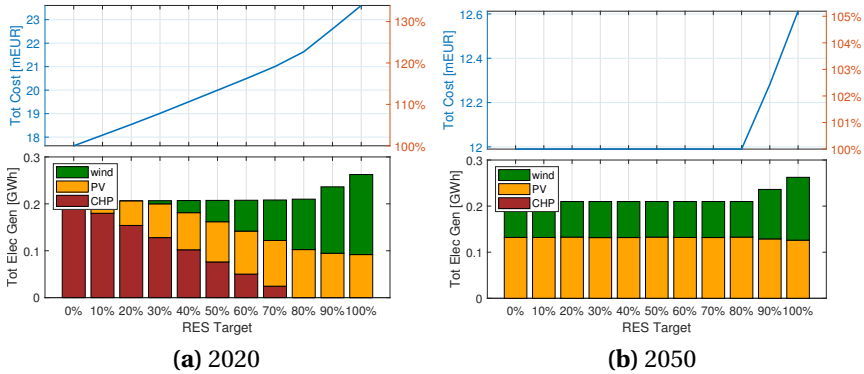 23
22
21
20
19
18
Tot Cost [mEUR]
130%
120%
110%
100%
0.3
0.2
0.1
0
Tot Elec Gen [GWh]
wind
PV
CHP
0% 10% 20% 30% 40% 50% 60% 70% 80% 90% 100%
RES Target
(a) 2020
12.6
12.4
12.2
12
Tot Cost [mEUR]
105%
104%
103%
102%
101%
100%
0.3
0.2
0.1
0
Tot Elec Gen [GWh]
wind
PV
CHP
0% 10% 20% 30% 40% 50% 60% 70% 80% 90% 100%
RES Target
(b) 2050